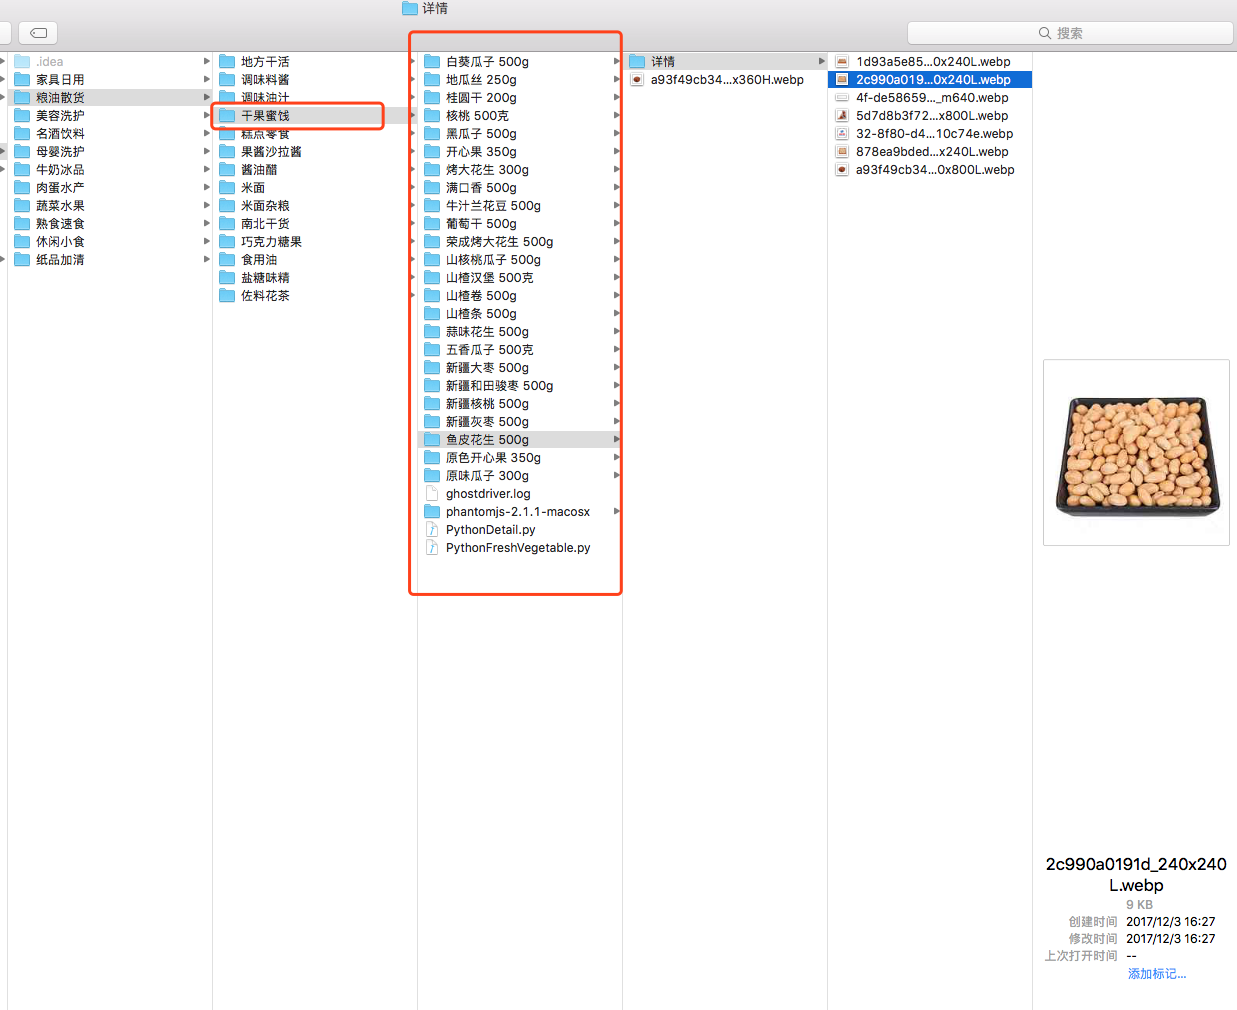 详情
搜索
.idea
家具日用
粮油散货
美容洗护
名酒饮料
母婴洗护
牛奶冰品
肉蛋水产
蔬菜水果
熟食速食
休闲小食
纸品加清
地方干活
调味料酱
调味油汁
干果蜜饯
糕点零食
果酱沙拉酱
酱油醋
米面
米面杂粮
南北干货
巧克力糖果
食用油
盐糖味精
佐料花茶
白葵瓜子 500g
地瓜丝 250g
桂圆干 200g
核桃 500克
黑瓜子 500g
开心果 350g
烤大花生 300g
满口香 500g
牛汁兰花豆 500g
葡萄干 500g
荣成烤大花生 500g
山核桃瓜子 500g
山楂汉堡 500克
山楂卷 500g
山楂条 500g
蒜味花生 500g
五香瓜子 500克
新疆大枣 500g
新疆和田骏枣 500g
新疆核桃 500g
新疆灰枣 500g
鱼皮花生 500g
原色开心果 350g
原味瓜子 300g
ghostdriver.log
phantomjs-2.1.1-macosx
PythonDetail.py
PythonFreshVegetable.py
详情
a93f49cb34...x360H.webp
1d93a5e85...0x240L.webp
2c990a019...0x240L.webp
4f-de58659..._m640.webp
5d7d8b3f72...x800L.webp
32-8f80-d4...10c74e.webp
878ea9bded...x240L.webp
a93f49cb34...0x800L.webp
2c990a0191d_240x240
L.webp
9 KB
创建时间 2017/12/3 16:27
修改时间 2017/12/3 16:27
上次打开时间 --
添加标记...